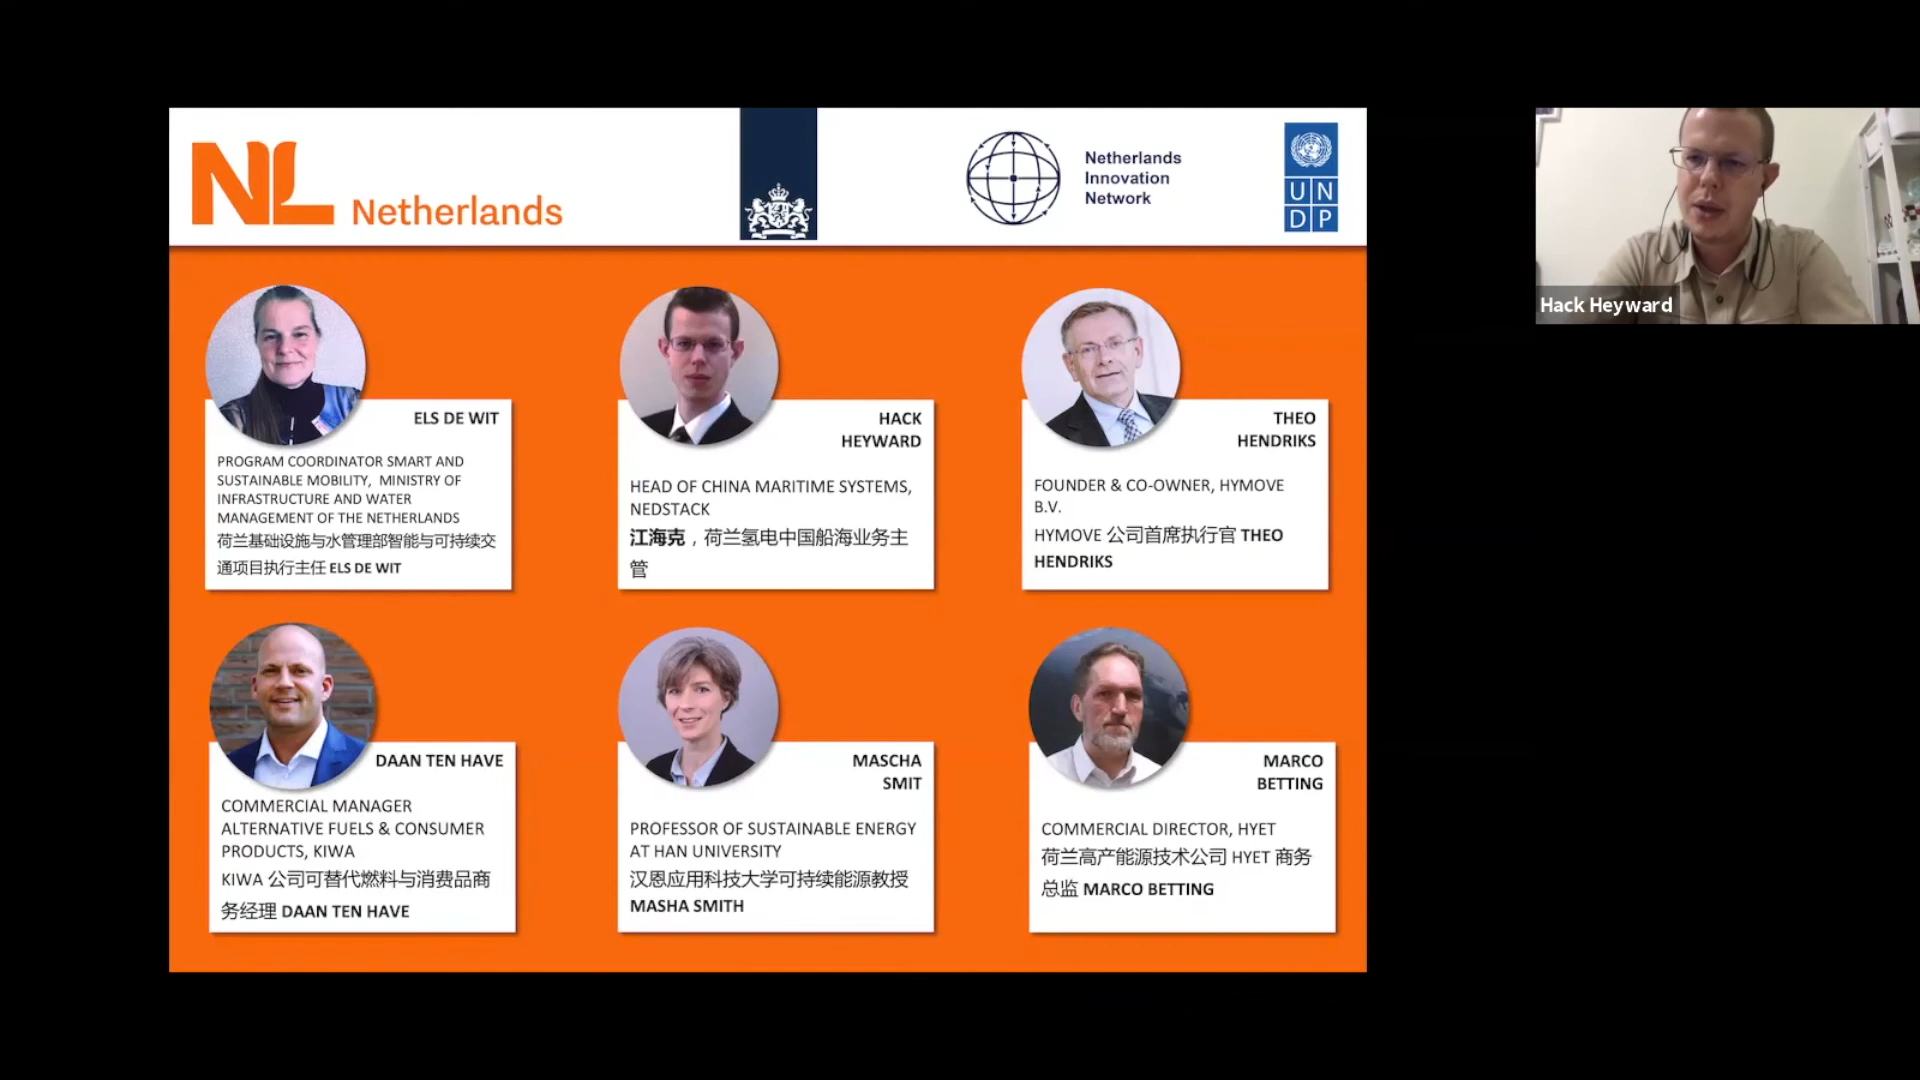 NL Netherlands
Netherlands
Innovation
Network
UN
DP
Hack Heyward
ELS DE WIT
PROGRAM COORDINATOR SMART AND
SUSTAINABLE MOBILITY, MINISTRY OF
INFRASTRUCTURE AND WATER
MANAGEMENT OF THE NETHERLANDS
荷兰基础设施与水管理部智能与可持续交
通项目执行主任 ELS DE WIT
HACK
HEYWARD
HEAD OF CHINA MARITIME SYSTEMS,
NEDSTACK
江海克，荷兰氢电中国船海业务主
管
THEO
HENDRIKS
FOUNDER & CO-OWNER, HYMOVE
B.V.
HYMOVE 公司首席执行官 THEO
HENDRIKS
DAAN TEN HAVE
COMMERCIAL MANAGER
ALTERNATIVE FUELS & CONSUMER
PRODUCTS, KIWA
KIWA 公司可替代燃料与消费品商
务经理 DAAN TEN HAVE
MASCHA
SMIT
PROFESSOR OF SUSTAINABLE ENERGY
AT HAN UNIVERSITY
汉恩应用科技大学可持续能源教授
MASHA SMITH
MARCO
BETTING
COMMERCIAL DIRECTOR, HYET
荷兰高产能源技术公司 HYET 商务
总监 MARCO BETTING